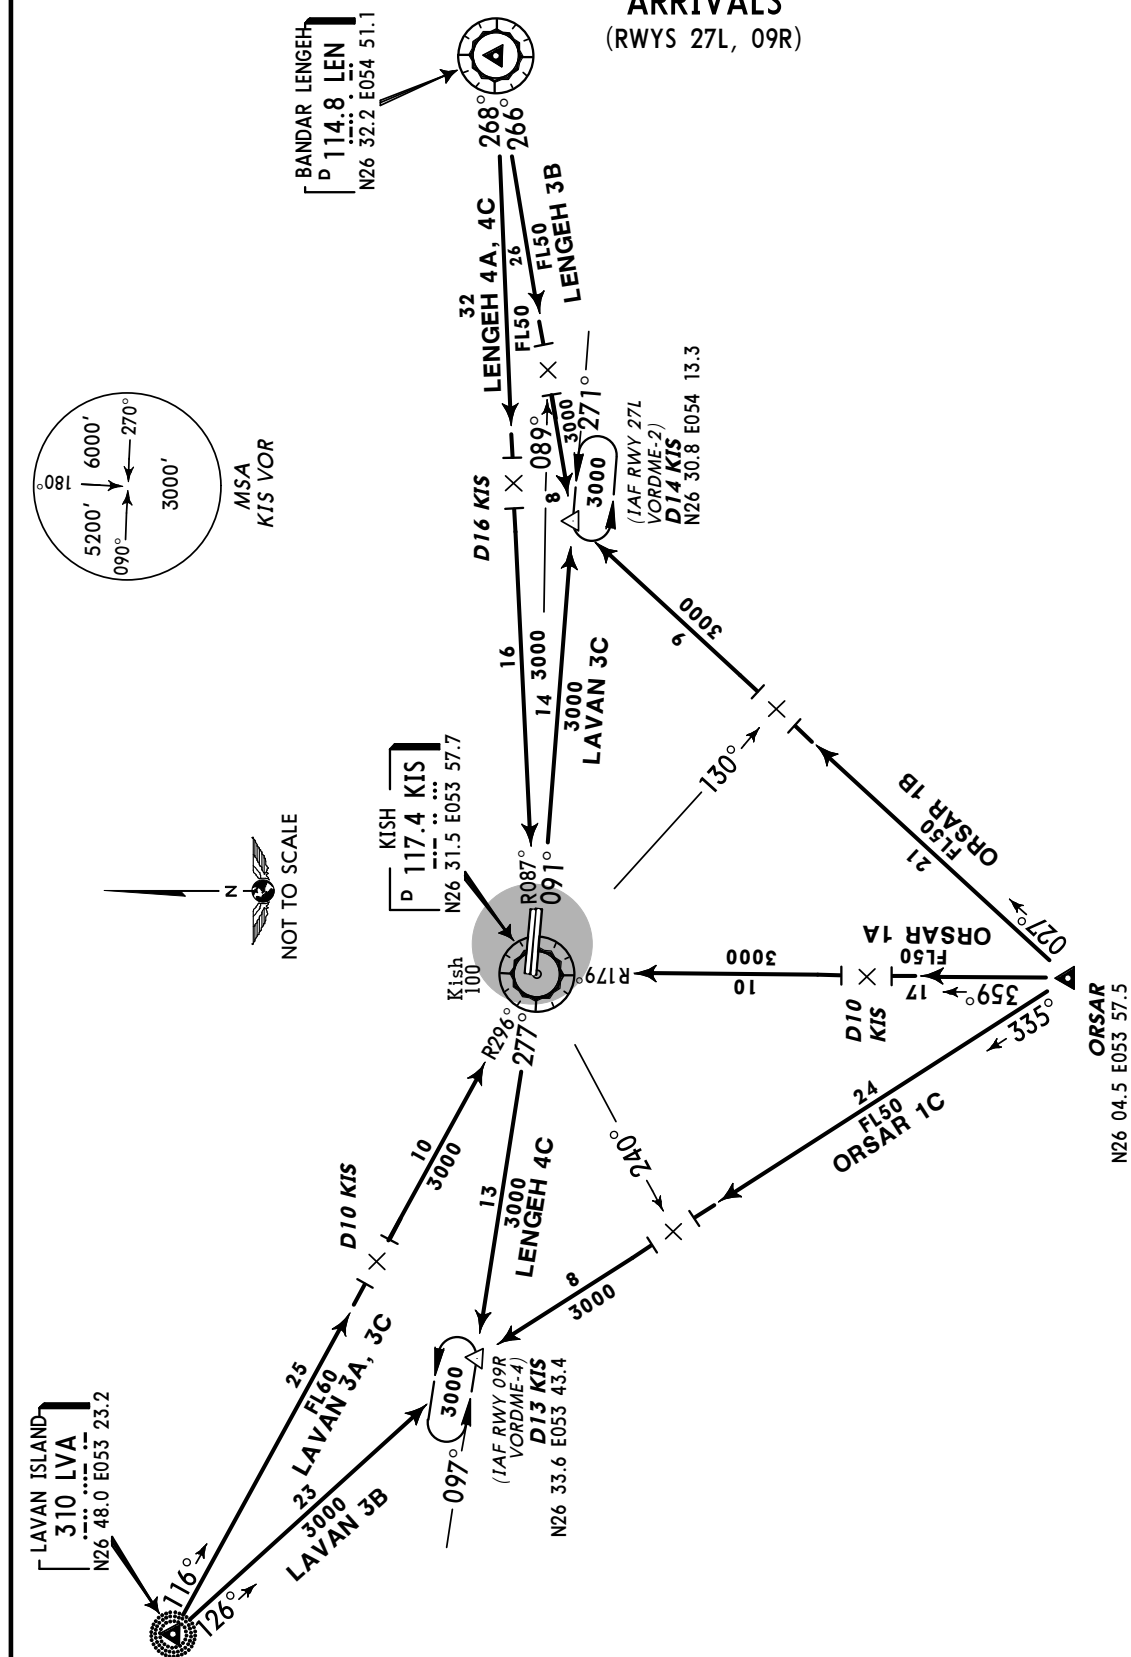 ARRIVALS
(RWYS 27L, 09R)
BANDAR LENGEH
D 114.8 LEN
N26 32.2 E054 51.1
268°
266°
32
LENGEH 4A, 4C
FL50
26
FL50
LENGEH 3B
MSA
KIS VOR
180°
5200'
6000'
090°
270°
3000'
D16 KIS
16
089°
3000
8
3000
271°
3000
(IAF RWY 27L
VORDME-2)
D14 KIS
N26 30.8 E054 13.3
14
3000
LAVAN 3C
9
3000
130°
KISH
D 117.4 KIS
N26 31.5 E053 57.7
N
NOT TO SCALE
R087°
091°
Kish
100
R179°
R296°
277°
10
3000
D10
KIS
17
FL50
ORSAR 1A
359°
21
FL50
ORSAR 1B
027°
335°
24
FL50
ORSAR 1C
ORSAR
N26 04.5 E053 57.5
240°
8
3000
D10 KIS
10
3000
13
3000
LENGEH 4C
3000
097°
(IAF RWY 09R
VORDME-4)
D13 KIS
N26 33.6 E053 43.4
25
FL60
LAVAN 3A, 3C
23
3000
LAVAN 3B
LAVAN ISLAND
310 LVA
N26 48.0 E053 23.2
116°
126°